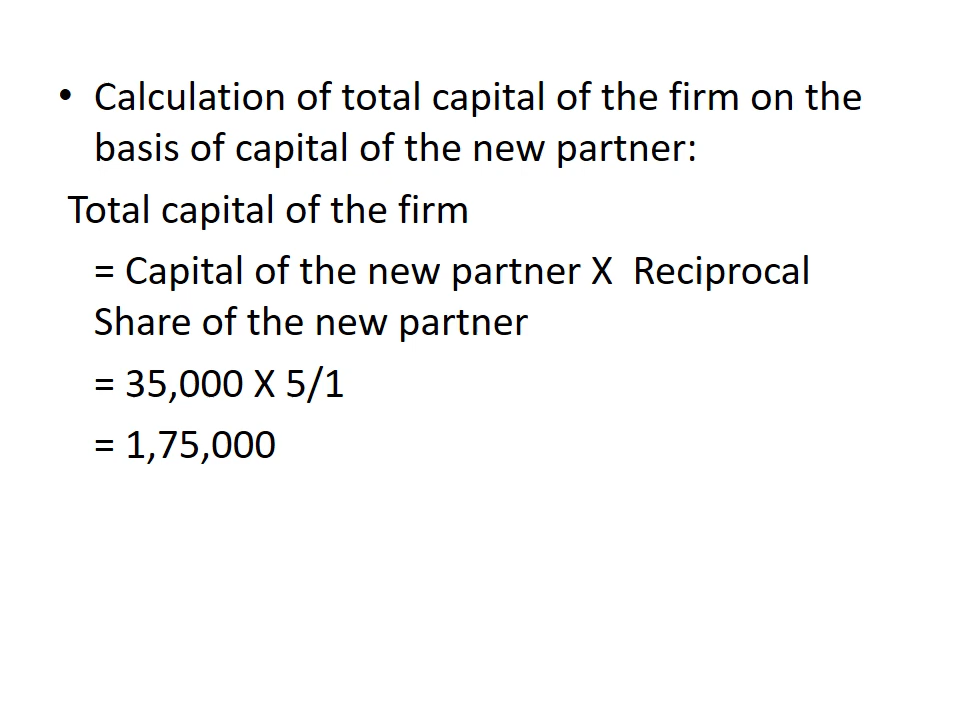 • Calculation of total capital of the firm on the
basis of capital of the new partner:
Total capital of the firm
= Capital of the new partner X  Reciprocal
Share of the new partner
= 35,000 X 5/1
= 1,75,000